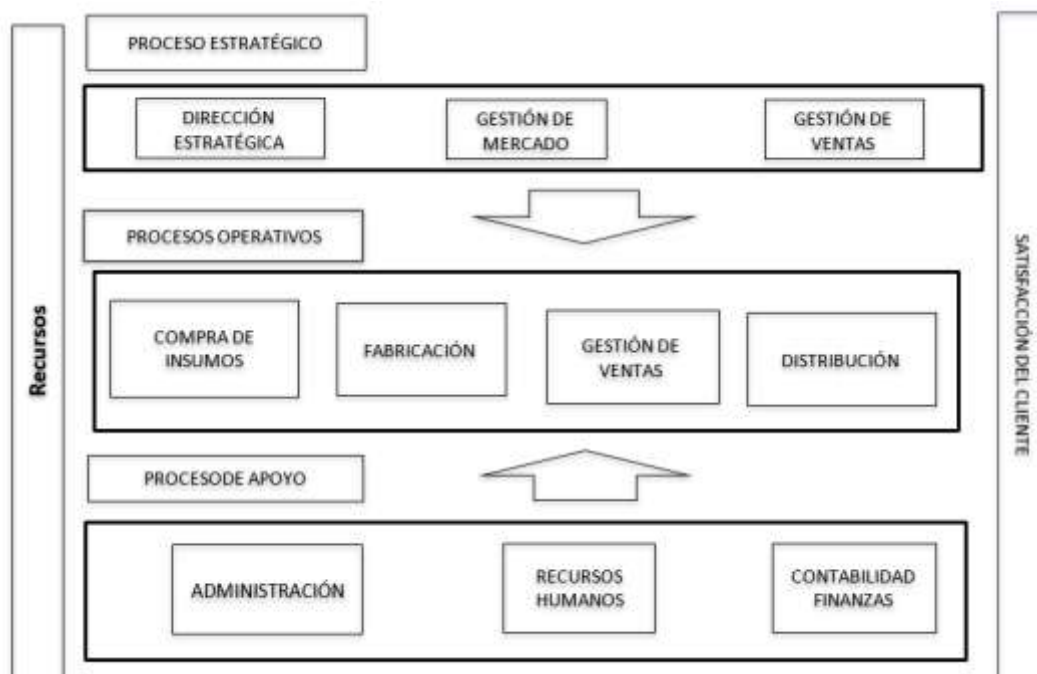 PROCESO ESTRATÉGICO
DIRECCIÓN
ESTRATÉGICA
GESTIÓN DE
MERCADO
GESTIÓN DE
VENTAS
PROCESOS OPERATIVOS
COMPRA DE
INSUMOS
FABRICACIÓN
GESTIÓN DE
VENTAS
DISTRIBUCIÓN
PROCESODE APOYO
ADMINISTRACIÓN
RECURSOS
HUMANOS
CONTABILIDAD
FINANZAS
Recursos
SATISFACCIÓN DEL CLIENTE